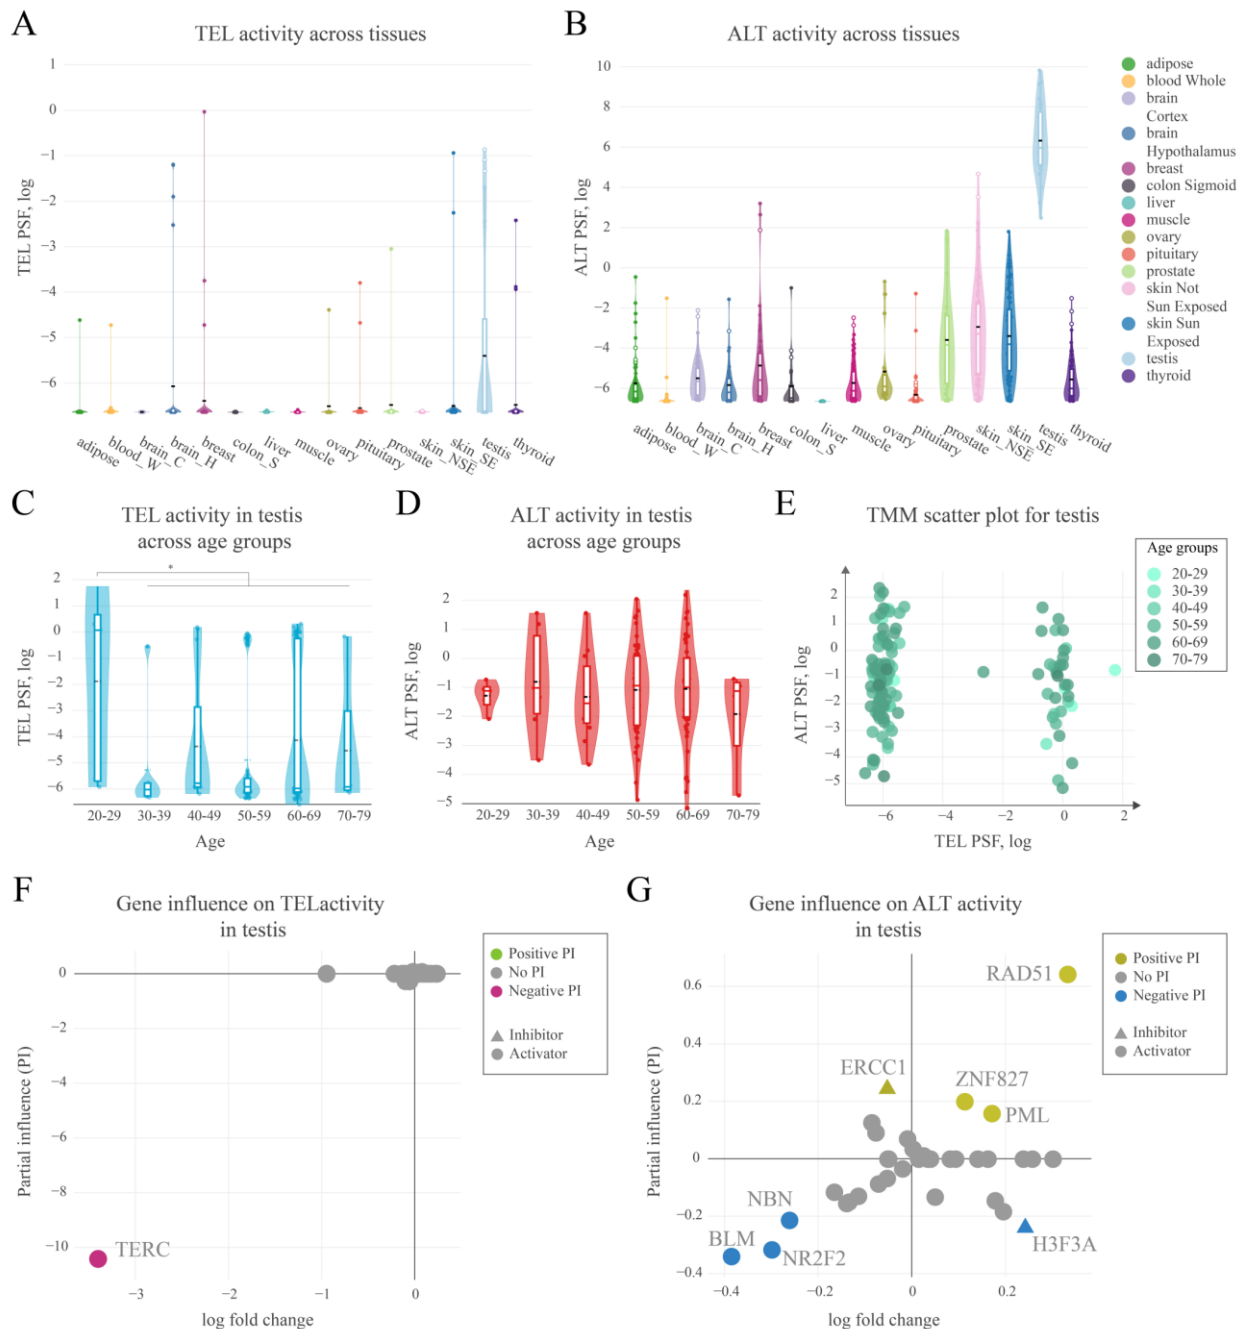 A
TEL activity across tissues
1
0
−1
−2
−3
−4
−5
−6
TEL PSF, log
adipose
blood_W
brain_C
brain_H
breast
colon_S
liver
muscle
ovary
pituitary
prostate
skin_NSE
skin_SE
testis
thyroid
B
ALT activity across tissues
10
8
6
4
2
0
−2
−4
−6
ALT PSF, log
adipose
blood_W
brain_C
brain_H
breast
colon_S
liver
muscle
ovary
pituitary
prostate
skin_NSE
skin_SE
testis
thyroid
adipose
blood Whole
brain
Cortex
brain
Hypothalamus
breast
colon Sigmoid
liver
muscle
ovary
pituitary
prostate
skin Not
Sun Exposed
skin Sun
Exposed
testis
thyroid
C
TEL activity in testis
across age groups
*
2
1
0
−1
−2
−3
−4
−5
−6
TEL PSF, log
20-29 30-39 40-49 50-59 60-69 70-79
Age
D
ALT activity in testis
across age groups
2
1
0
−1
−2
−3
−4
−5
ALT PSF, log
20-29 30-39 40-49 50-59 60-69 70-79
Age
E
TMM scatter plot for testis
2
1
0
−1
−2
−3
−4
−5
ALT PSF, log
−6 −4 −2 0 2
TEL PSF, log
Age groups
20-29
30-39
40-49
50-59
60-69
70-79
F
Gene influence on TELactivity
in testis
0
−2
−4
−6
−8
−10
Partial influence (PI)
TERC
−3 −2 −1 0
log fold change
Positive PI
No PI
Negative PI
Inhibitor
Activator
G
Gene influence on ALT activity
in testis
0.6
0.4
0.2
0
−0.2
−0.4
Partial influence (PI)
RAD51
ERCC1
ZNF827
PML
NBN
BLM
NR2F2
H3F3A
−0.4 −0.2 0 0.2
log fold change
Positive PI
No PI
Negative PI
Inhibitor
Activator